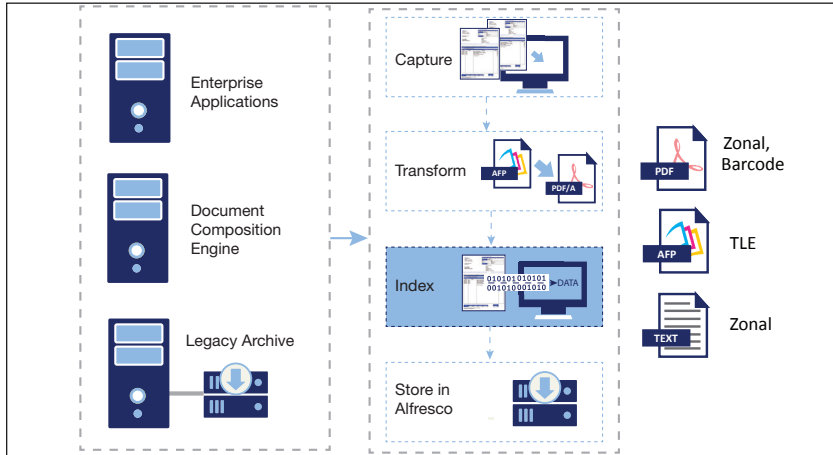 Enterprise
Applications
Document
Composition
Engine
Legacy Archive
Capture
Transform
AFP
PDF/A
Index
010101010101
001010001010
DATA
Store in
Alfresco
PDF
Zonal,
Barcode
AFP
TLE
TEXT
Zonal